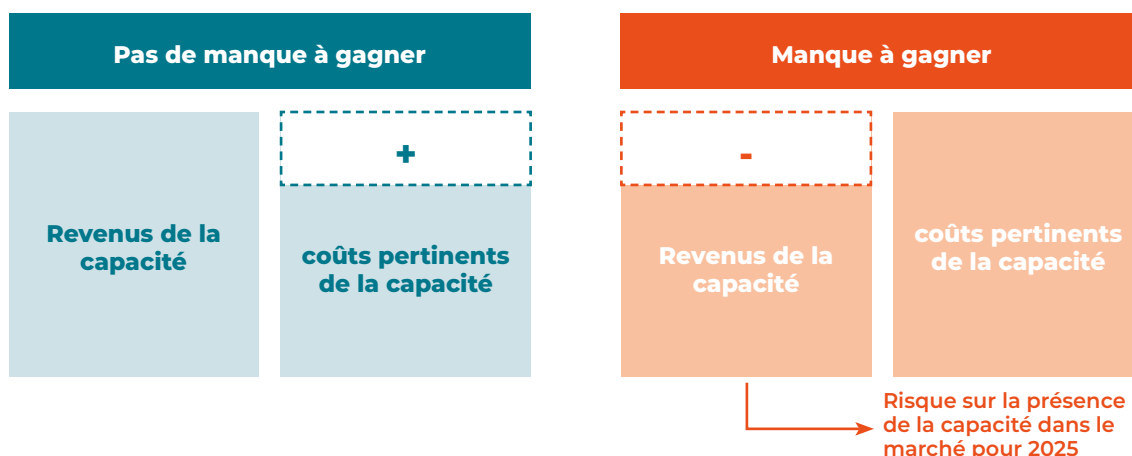 Pas de manque à gagner
Manque à gagner
Revenus de la
capacité
+
coûts pertinents
de la capacité
-
Revenus de la
capacité
coûts pertinents
de la capacité
Risque sur la présence
de la capacité dans le
marché pour 2025